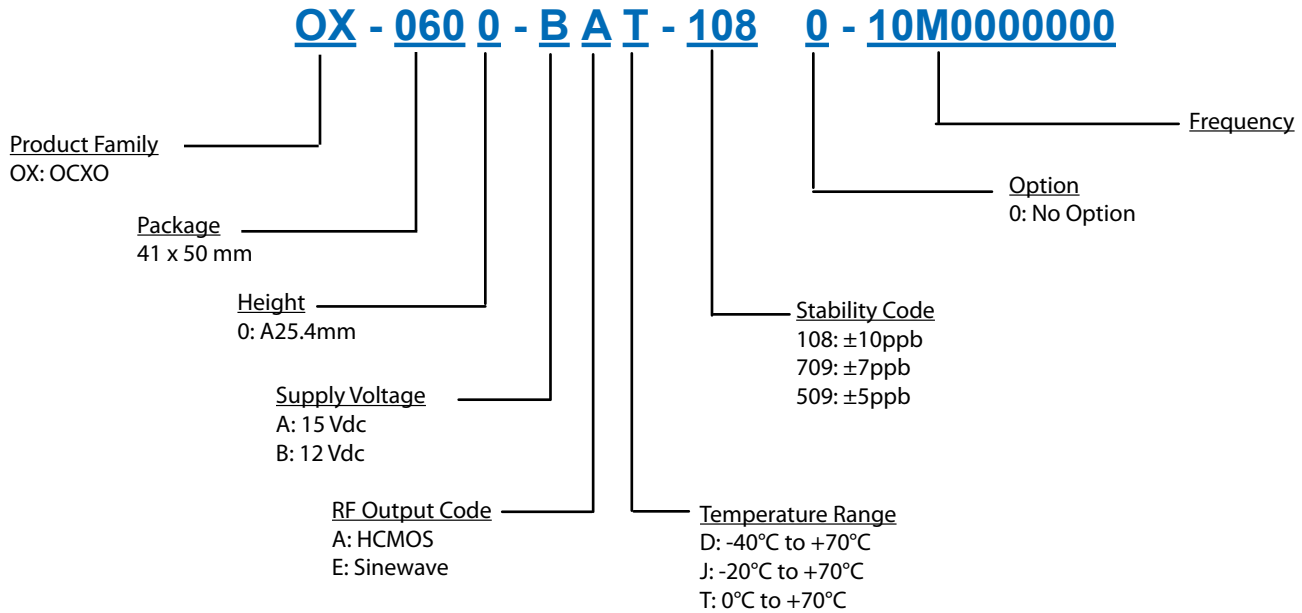 OX - 060 0 - B A T - 108 0 - 10M0000000
Frequency
Product Family
OX: OCXO
Option
0: No Option
Package
41 x 50 mm
Height
0: A25.4mm
Stability Code
108: ±10ppb
709: ±7ppb
509: ±5ppb
Supply Voltage
A: 15 Vdc
B: 12 Vdc
RF Output Code
A: HCMOS
E: Sinewave
Temperature Range
D: -40°C to +70°C
J: -20°C to +70°C
T: 0°C to +70°C